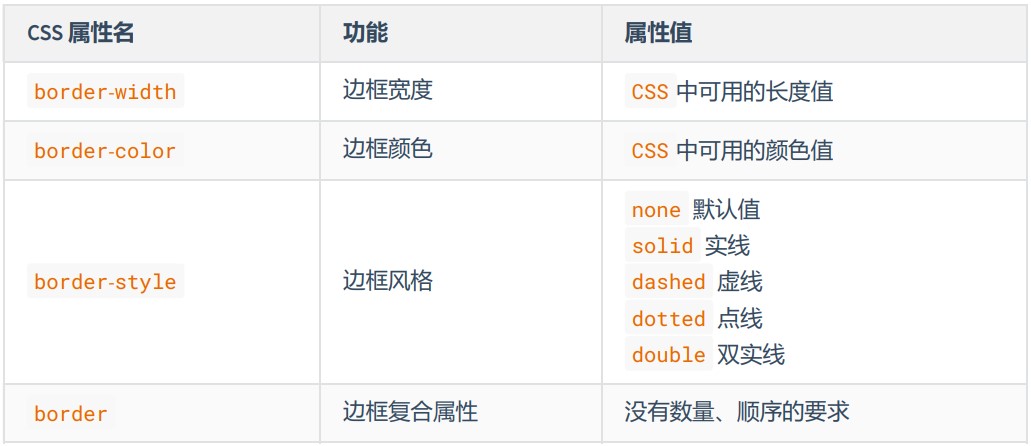 CSS 属性名 功能 属性值
border-width 边框宽度 CSS 中可用的长度值
border-color 边框颜色 CSS 中可用的颜色值
border-style 边框风格 none 默认值
solid 实线
dashed 虚线
dotted 点线
double 双实线
border 边框复合属性 没有数量、顺序的要求